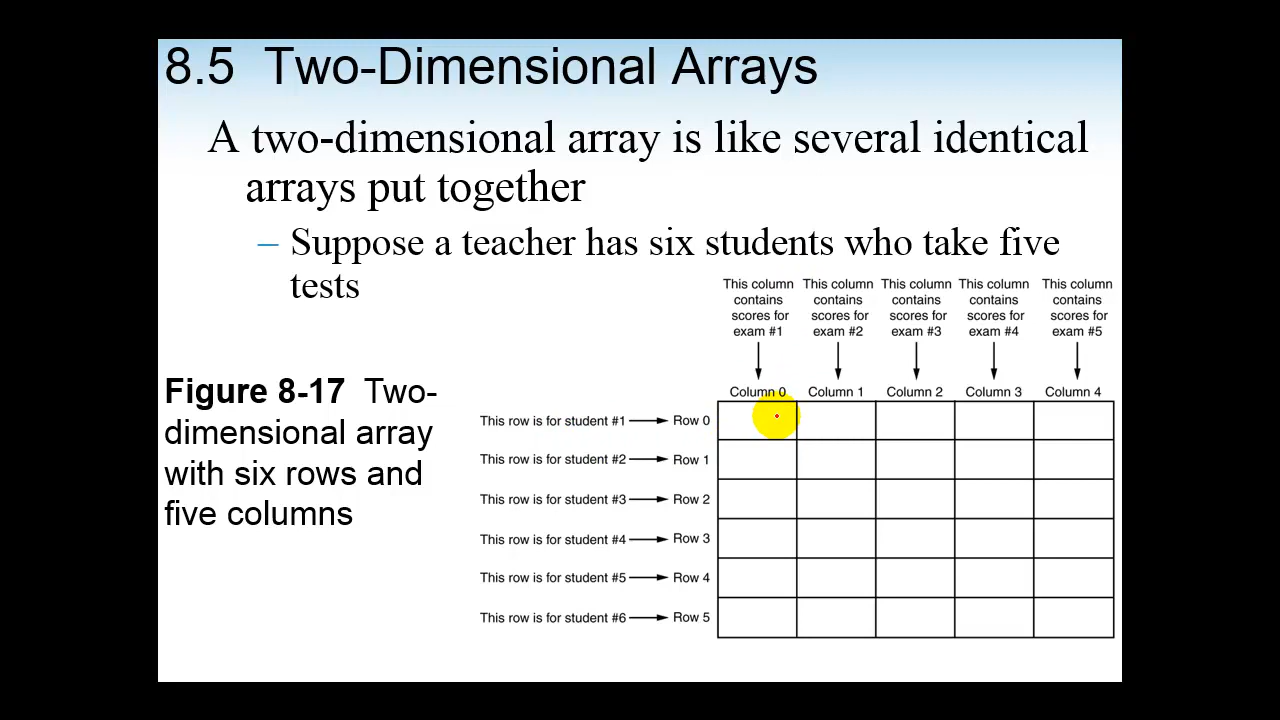 8.5 Two-Dimensional Arrays
A two-dimensional array is like several identical
arrays put together
– Suppose a teacher has six students who take five
tests
This column This column This column This column This column
contains contains contains contains contains
scores for scores for scores for scores for scores for
exam #1 exam #2 exam #3 exam #4 exam #5
Figure 8-17 Two-
dimensional array
with six rows and
five columns
Column 0 Column 1 Column 2 Column 3 Column 4
This row is for student #1 Row 0
This row is for student #2 Row 1
This row is for student #3 Row 2
This row is for student #4 Row 3
This row is for student #5 Row 4
This row is for student #6 Row 5